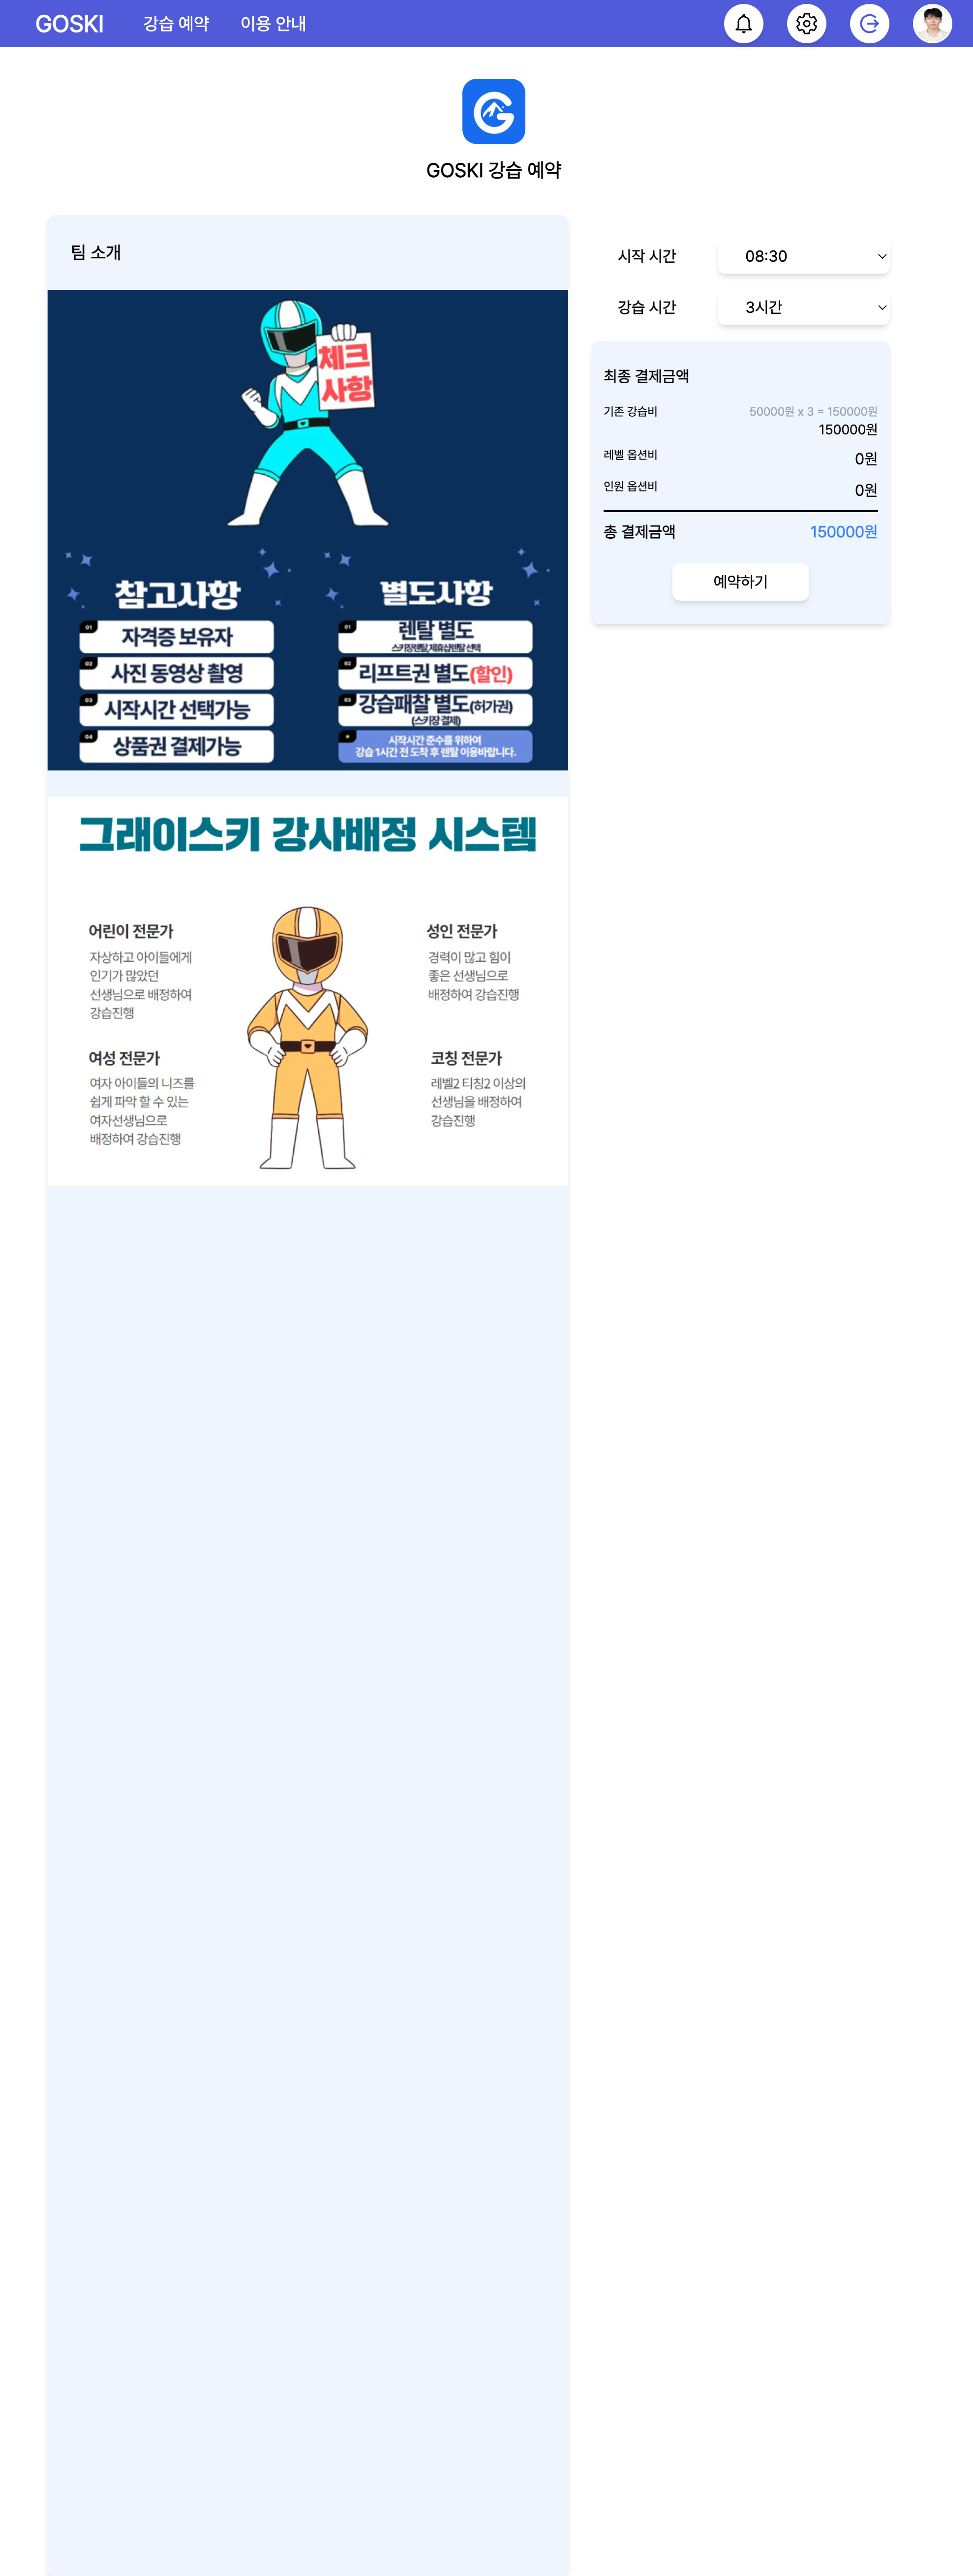 GOSKI 강습 예약 이용 안내
GOSKI 강습 예약
팀 소개
체크
사항
참고사항
01 자격증 보유자
02 사진 동영상 촬영
03 시작시간 선택가능
04 상품권 결제가능
별도사항
01 렌탈 별도
스키장렌탈,제휴샵렌탈 선택
02 리프트권 별도(할인)
03 강습패찰 별도(허가권)
(스키장 결제)
시작시간 준수를 위하여
강습 1시간 전 도착 후 렌탈 이용바랍니다.
그래이스키 강사배정 시스템
어린이 전문가
자상하고 아이들에게
인기가 많았던
선생님으로 배정하여
강습진행
성인 전문가
경력이 많고 힘이
좋은 선생님으로
배정하여 강습진행
여성 전문가
여자 아이들의 니즈를
쉽게 파악 할 수 있는
여자선생님으로
배정하여 강습진행
코칭 전문가
레벨2 티칭2 이상의
선생님을 배정하여
강습진행
시작 시간 08:30
강습 시간 3시간
최종 결제금액
기존 강습비 50000원 x 3 = 150000원
150000원
레벨 옵션비 0원
인원 옵션비 0원
총 결제금액 150000원
예약하기